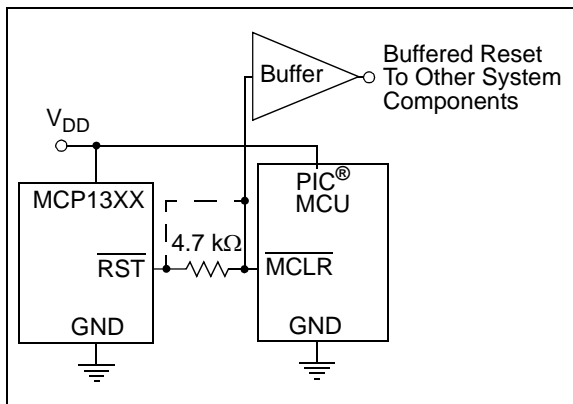 Buffer
Buffered Reset
To Other System
Components
VDD
MCP13XX
PIC®
MCU
4.7 kΩ
RST
MCLR
GND
GND